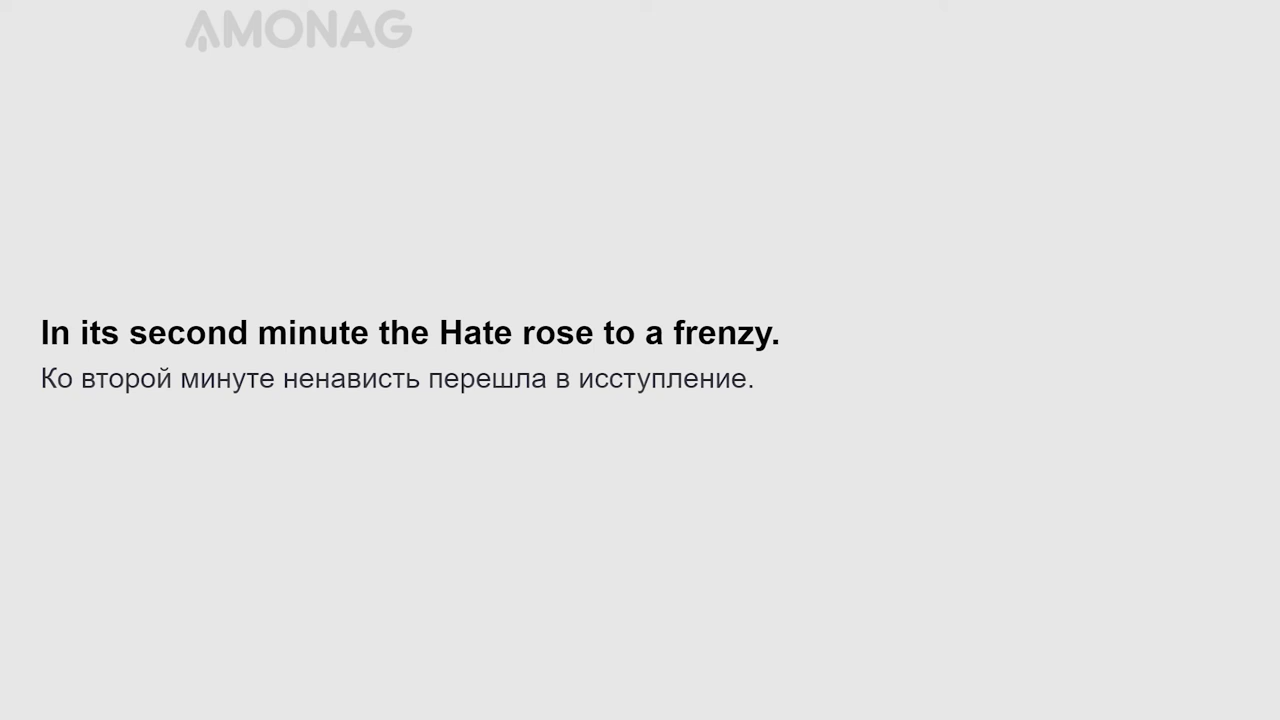 AMONAG
In its second minute the Hate rose to a frenzy.
Ко второй минуте ненависть перешла в исступление.